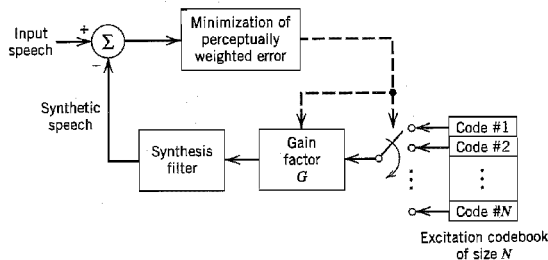 Minimization of
perceptually
weighted error
Input
speech
+
Σ
−
Synthetic
speech
Synthesis
filter
Gain
factor
G
Code #1
Code #2
⋮
⋮
Code #N
Excitation codebook
of size N